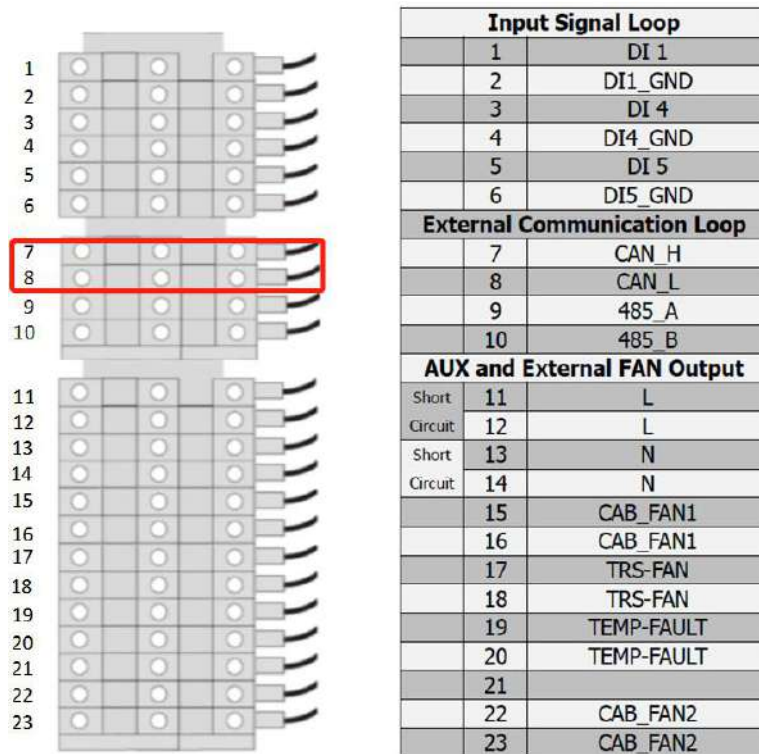 1
2
3
4
5
6
7
8
9
10
11
12
13
14
15
16
17
18
19
20
21
22
23
Input Signal Loop
1 DI 1
2 DI1_GND
3 DI 4
4 DI4_GND
5 DI 5
6 DI5_GND
External Communication Loop
7 CAN_H
8 CAN_L
9 485_A
10 485_B
AUX and External FAN Output
Short 11 L
Circuit 12 L
Short 13 N
Circuit 14 N
15 CAB_FAN1
16 CAB_FAN1
17 TRS-FAN
18 TRS-FAN
19 TEMP-FAULT
20 TEMP-FAULT
21
22 CAB_FAN2
23 CAB_FAN2